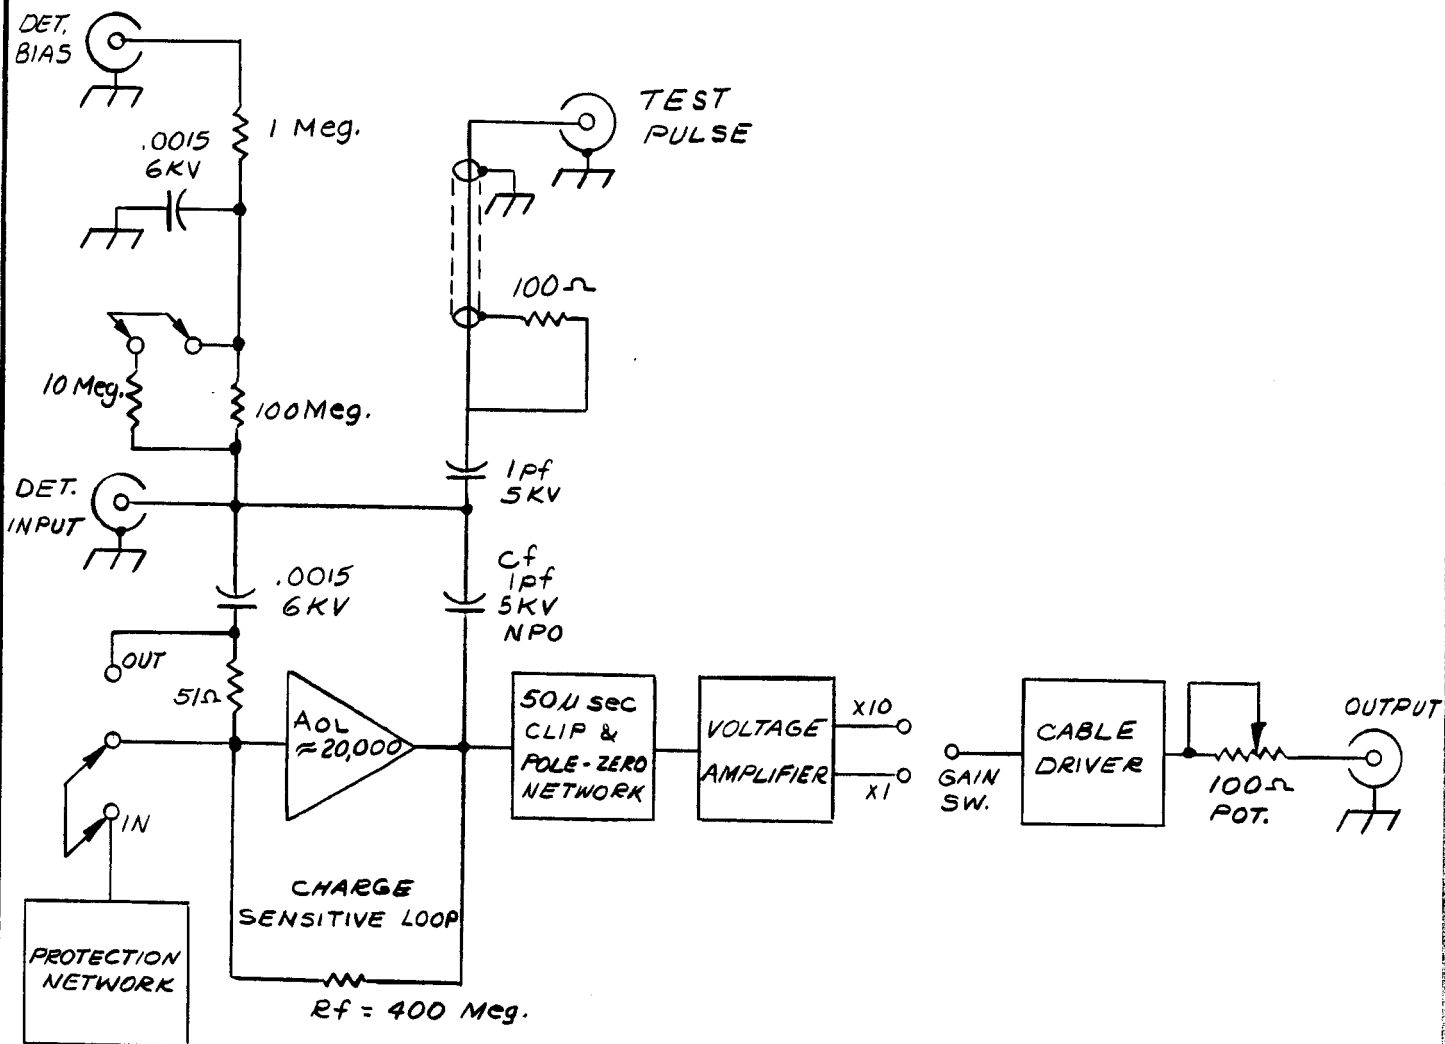 DET.
BIAS
1 Meg.
.0015
6KV
TEST
PULSE
100Ω
10 Meg.
100Meg.
DET.
INPUT
1pf
5KV
.0015
6KV
Cf
1pf
5KV
NPO
OUT
51Ω
AOL
≈20,000
50μ sec
CLIP &
POLE-ZERO
NETWORK
VOLTAGE
AMPLIFIER
X10
X1
GAIN
SW.
CABLE
DRIVER
100Ω
POT.
OUTPUT
IN
CHARGE
SENSITIVE LOOP
PROTECTION
NETWORK
Rf = 400 Meg.